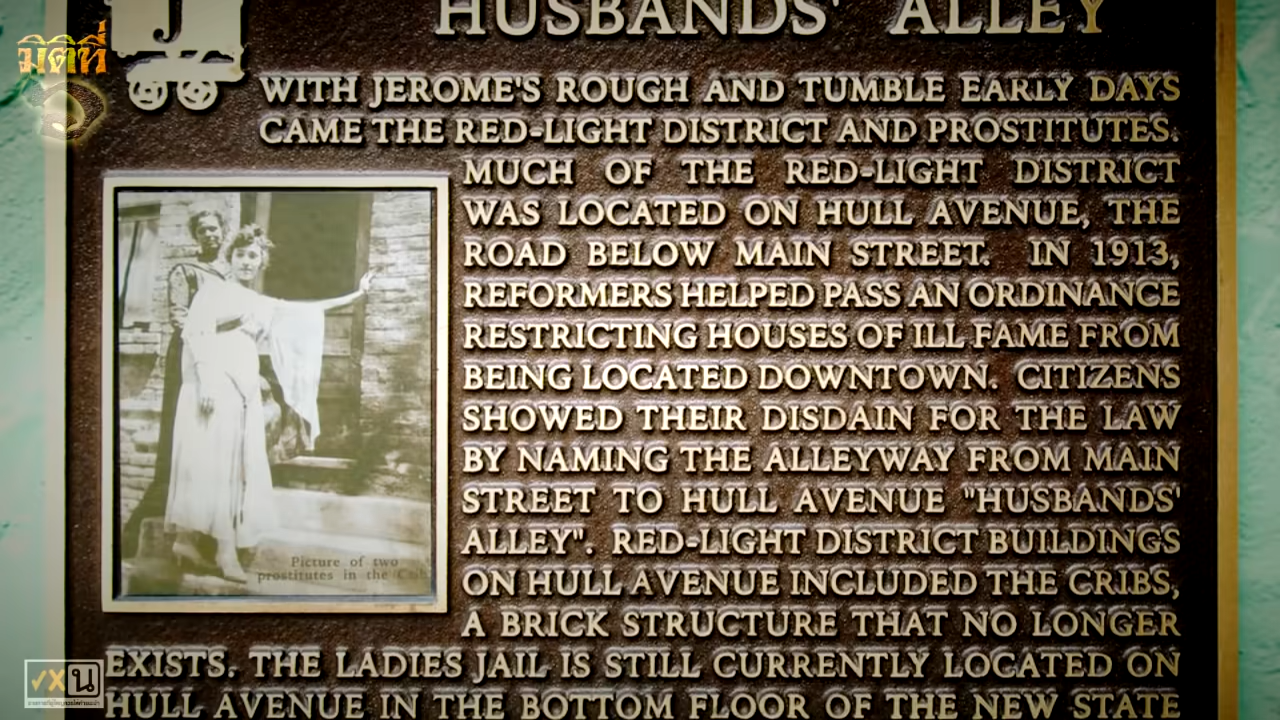 HUSBANDS' ALLEY
มิติที่
6
WITH JEROME'S ROUGH AND TUMBLE EARLY DAYS
CAME THE RED-LIGHT DISTRICT AND PROSTITUTES.
MUCH OF THE RED-LIGHT DISTRICT
WAS LOCATED ON HULL AVENUE, THE
ROAD BELOW MAIN STREET. IN 1913,
REFORMERS HELPED PASS AN ORDINANCE
RESTRICTING HOUSES OF ILL FAME FROM
BEING LOCATED DOWNTOWN. CITIZENS
SHOWED THEIR DISDAIN FOR THE LAW
BY NAMING THE ALLEYWAY FROM MAIN
STREET TO HULL AVENUE "HUSBANDS'
ALLEY". RED-LIGHT DISTRICT BUILDINGS
ON HULL AVENUE INCLUDED THE CRIBS,
A BRICK STRUCTURE THAT NO LONGER
EXISTS. THE LADIES JAIL IS STILL CURRENTLY LOCATED ON
HULL AVENUE IN THE BOTTOM FLOOR OF THE NEW STATE
Picture of two
prostitutes in the
น